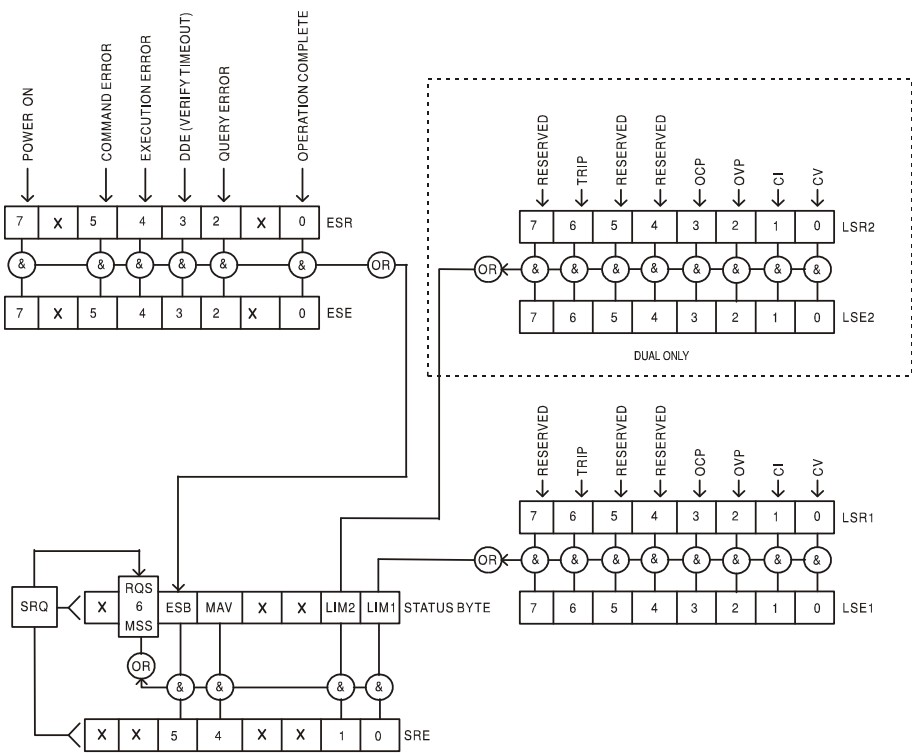 POWER ON
COMMAND ERROR
EXECUTION ERROR
DDE (VERIFY TIMEOUT)
QUERY ERROR
OPERATION COMPLETE
7 X 5 4 3 2 X 0 ESR
& & & & & & OR
7 X 5 4 3 2 X 0 ESE
RESERVED
TRIP
RESERVED
RESERVED
OCP
OVP
CI
CV
7 6 5 4 3 2 1 0 LSR2
OR & & & & & & & &
7 6 5 4 3 2 1 0 LSE2
DUAL ONLY
RESERVED
TRIP
RESERVED
RESERVED
OCP
OVP
CI
CV
7 6 5 4 3 2 1 0 LSR1
OR & & & & & & & &
7 6 5 4 3 2 1 0 LSE1
SRQ
X RQS 6 MSS ESB MAV X X LIM2 LIM1 STATUS BYTE
OR
& & & &
X X 5 4 X X 1 0 SRE